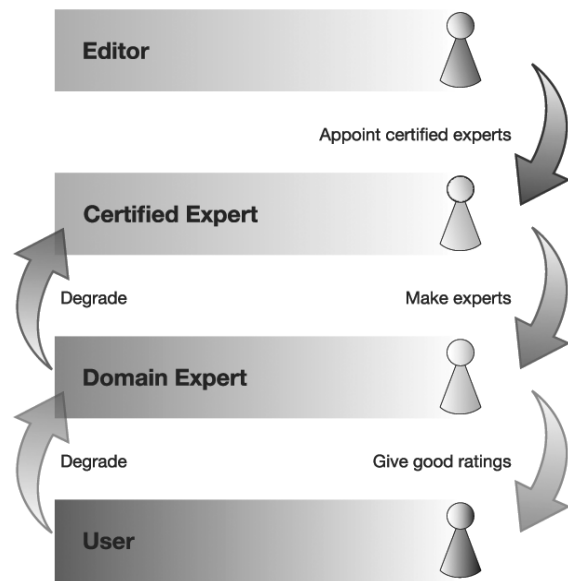 Editor
Appoint certified experts
Certified Expert
Degrade
Make experts
Domain Expert
Degrade
Give good ratings
User